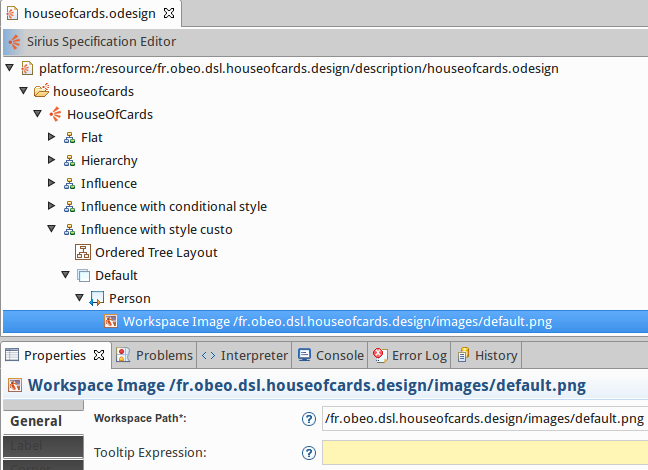 houseofcards.odesign
Sirius Specification Editor
platform:/resource/fr.obeo.dsl.houseofcards.design/description/houseofcards.odesign
houseofcards
HouseOfCards
Flat
Hierarchy
Influence
Influence with conditional style
Influence with style custo
Ordered Tree Layout
Default
Person
Workspace Image /fr.obeo.dsl.houseofcards.design/images/default.png
Properties Problems Interpreter Console Error Log History
Workspace Image /fr.obeo.dsl.houseofcards.design/images/default.png
General Workspace Path*: ? /fr.obeo.dsl.houseofcards.design/images/default.png
Label Tooltip Expression: ?